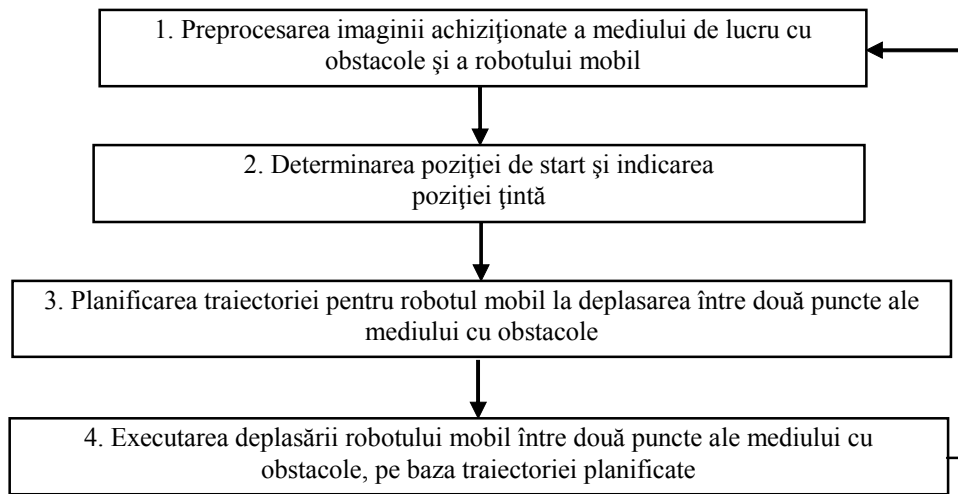 1. Preprocesarea imaginii achiziţionate a mediului de lucru cu
obstacole şi a robotului mobil
2. Determinarea poziţiei de start şi indicarea
poziţiei ţintă
3. Planificarea traiectoriei pentru robotul mobil la deplasarea între două puncte ale
mediului cu obstacole
4. Executarea deplasării robotului mobil între două puncte ale mediului cu
obstacole, pe baza traiectoriei planificate